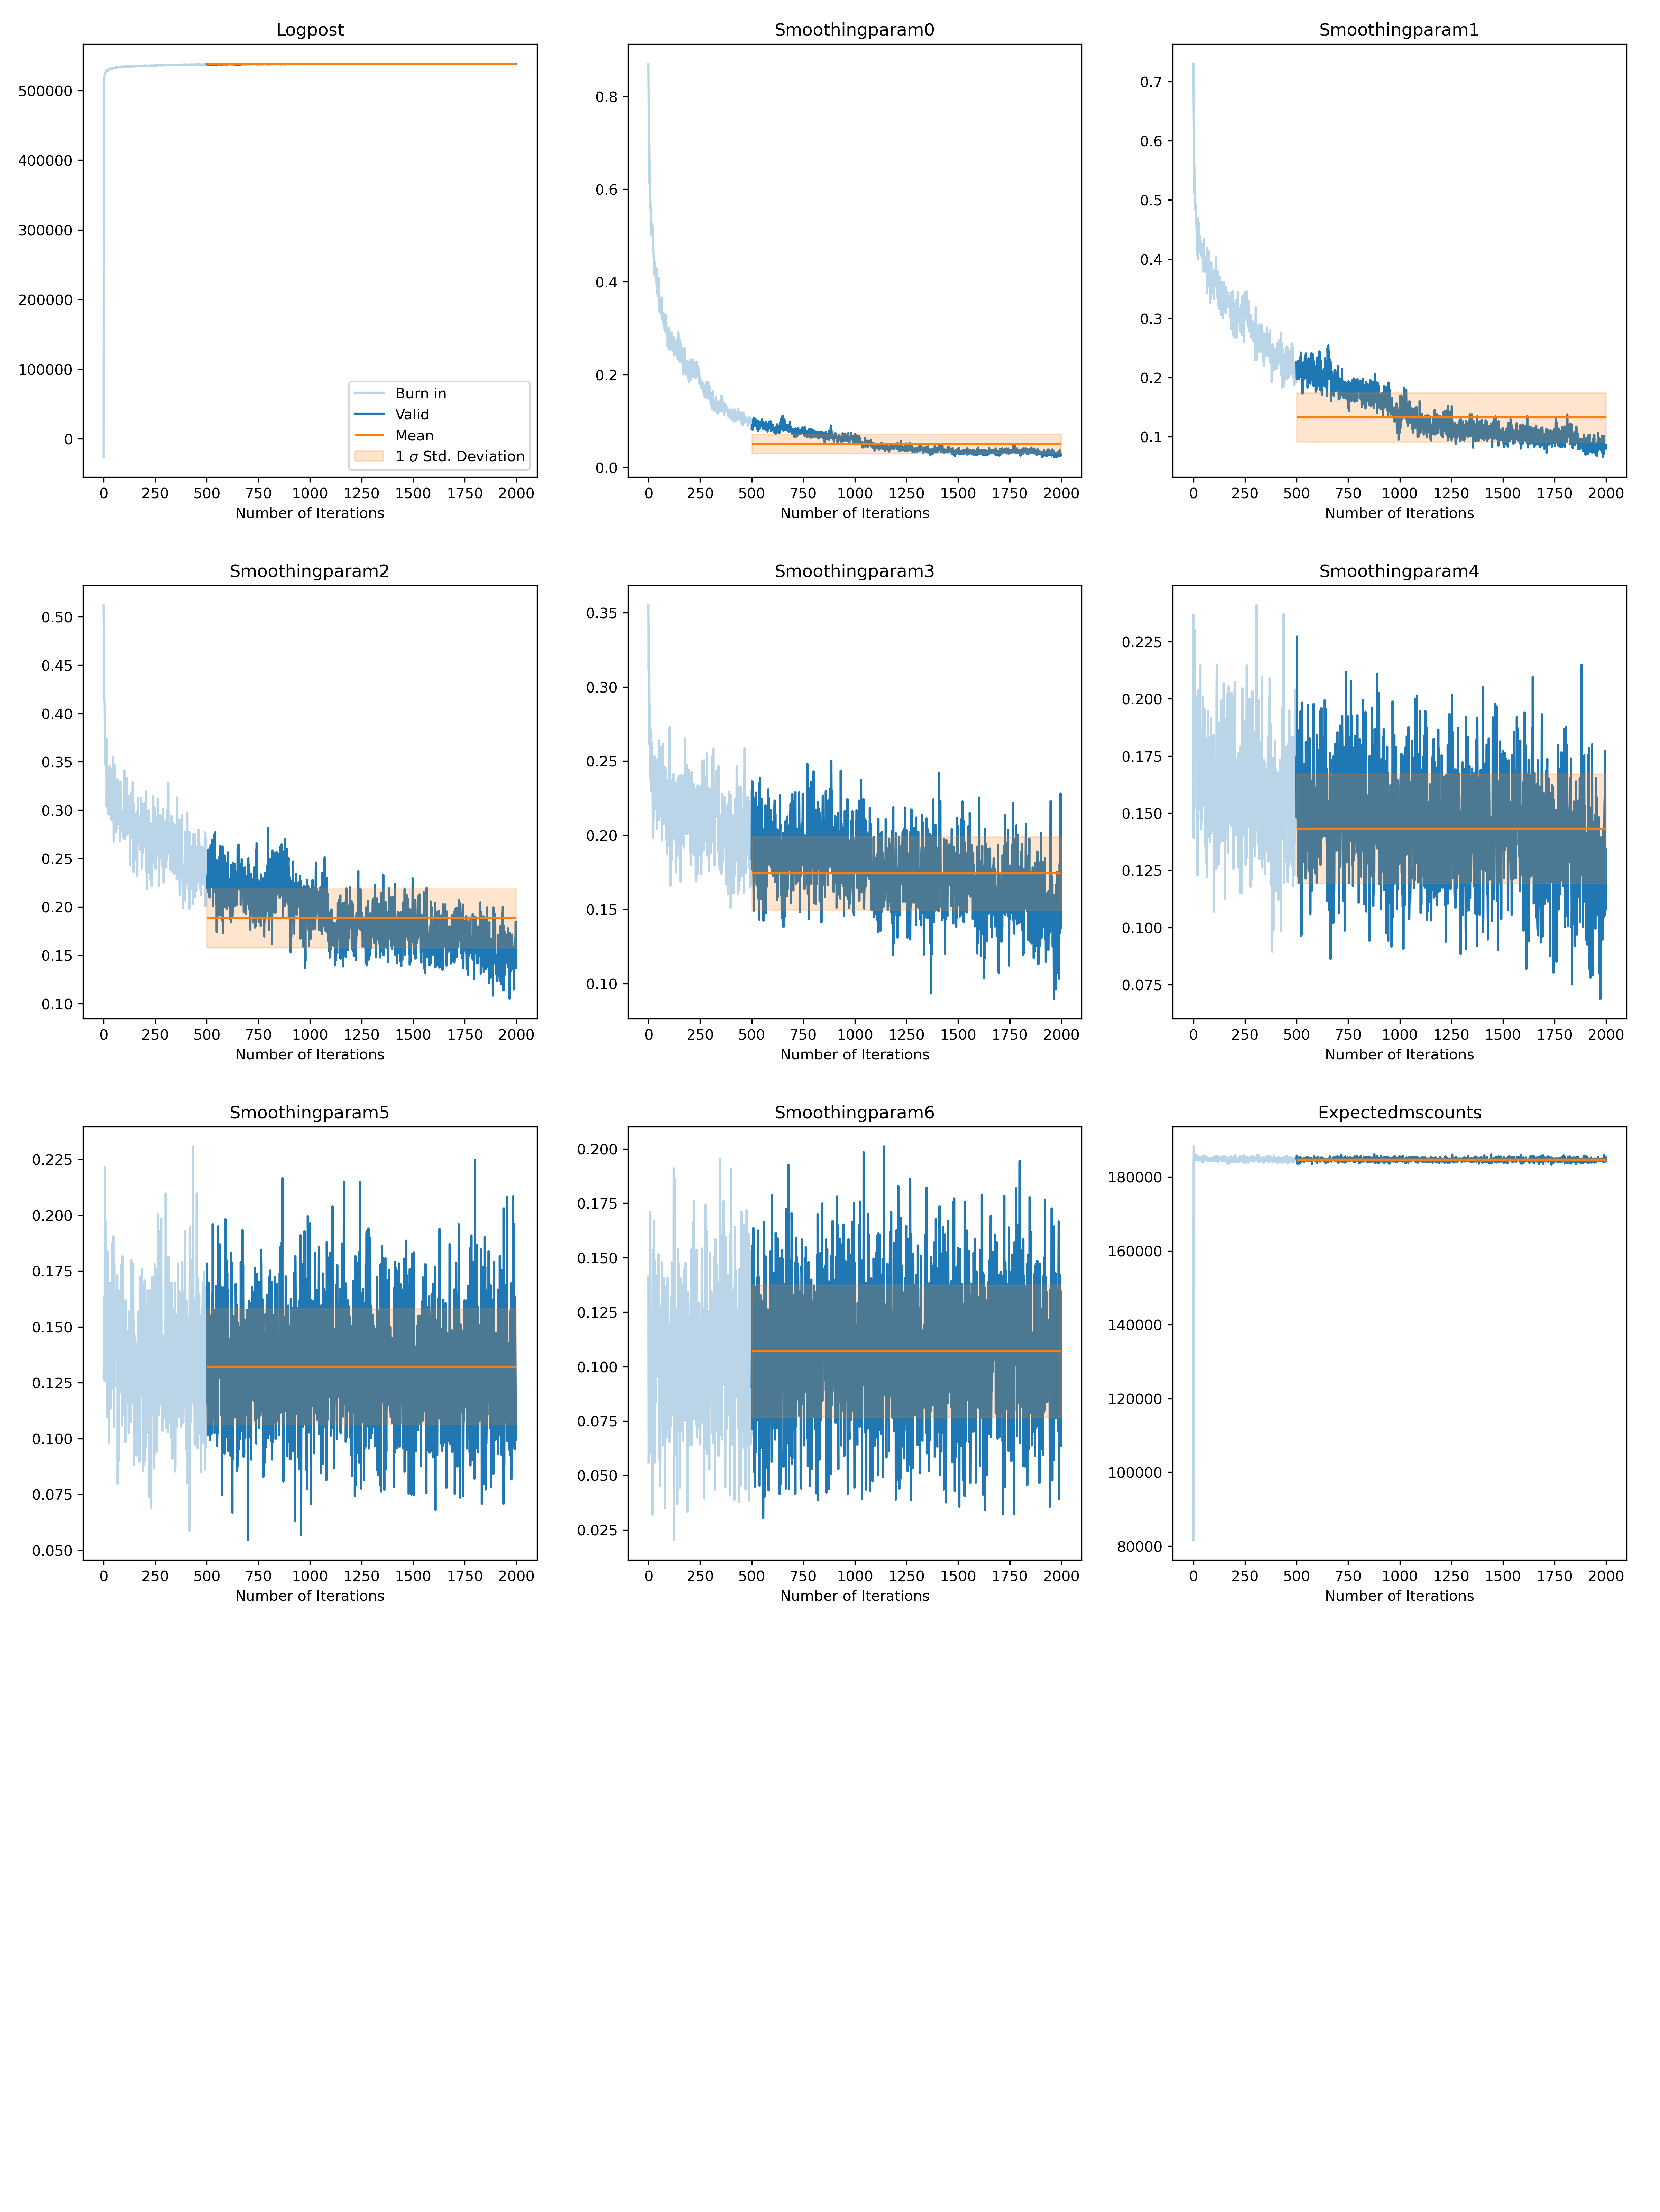 Logpost
500000
400000
300000
200000
100000
0
Burn in
Valid
Mean
1 σ Std. Deviation
0 250 500 750 1000 1250 1500 1750 2000
Number of Iterations
Smoothingparam0
0.8
0.6
0.4
0.2
0.0
0 250 500 750 1000 1250 1500 1750 2000
Number of Iterations
Smoothingparam1
0.7
0.6
0.5
0.4
0.3
0.2
0.1
0 250 500 750 1000 1250 1500 1750 2000
Number of Iterations
Smoothingparam2
0.50
0.45
0.40
0.35
0.30
0.25
0.20
0.15
0.10
0 250 500 750 1000 1250 1500 1750 2000
Number of Iterations
Smoothingparam3
0.35
0.30
0.25
0.20
0.15
0.10
0 250 500 750 1000 1250 1500 1750 2000
Number of Iterations
Smoothingparam4
0.225
0.200
0.175
0.150
0.125
0.100
0.075
0 250 500 750 1000 1250 1500 1750 2000
Number of Iterations
Smoothingparam5
0.225
0.200
0.175
0.150
0.125
0.100
0.075
0.050
0 250 500 750 1000 1250 1500 1750 2000
Number of Iterations
Smoothingparam6
0.200
0.175
0.150
0.125
0.100
0.075
0.050
0.025
0 250 500 750 1000 1250 1500 1750 2000
Number of Iterations
Expectedmscounts
180000
160000
140000
120000
100000
80000
0 250 500 750 1000 1250 1500 1750 2000
Number of Iterations